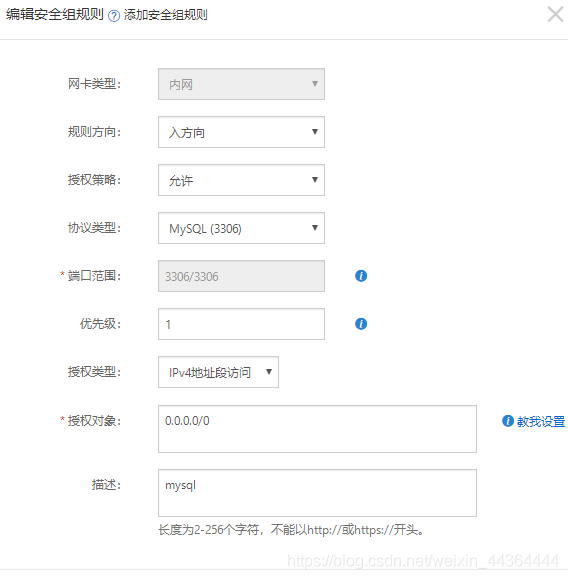 编辑安全组规则 ? 添加安全组规则
网卡类型： 内网
规则方向： 入方向
授权策略： 允许
协议类型： MySQL (3306)
* 端口范围： 3306/3306
优先级： 1
授权类型： IPv4地址段访问
* 授权对象： 0.0.0.0/0 教我设置
描述： mysql
长度为2-256个字符，不能以http://或https://开头。
https://blog.csdn.net/weixin_44364444